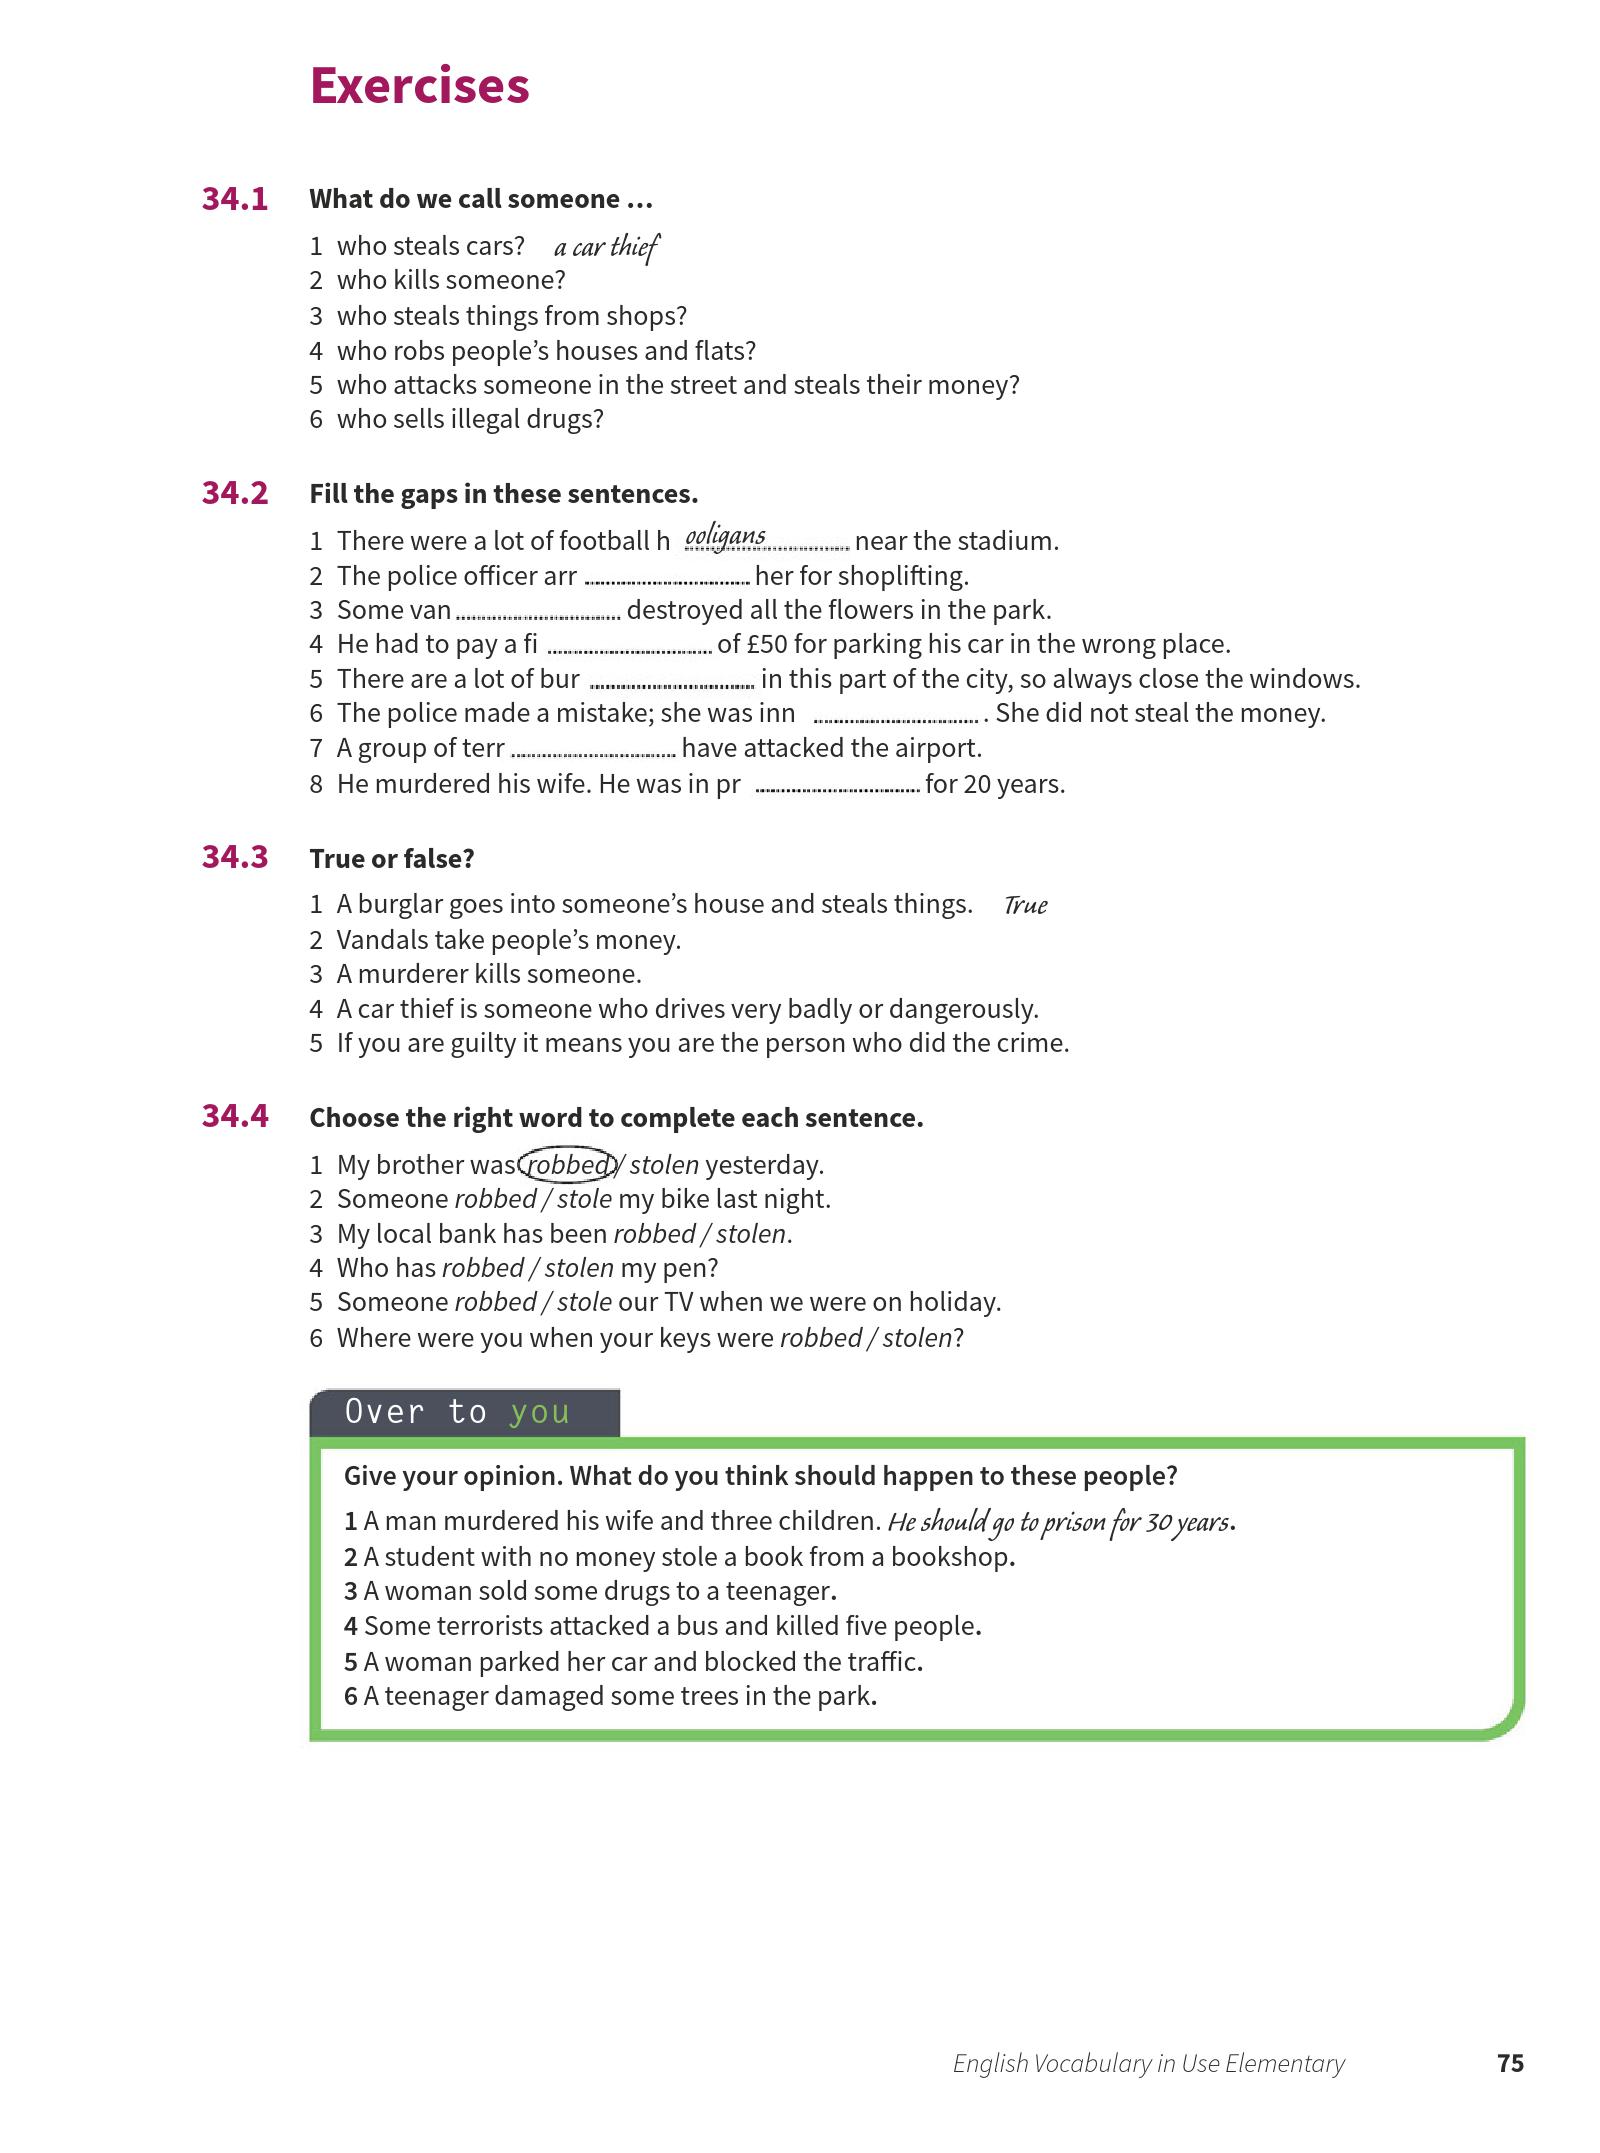 Exercises
34.1 What do we call someone …
1 who steals cars? a car thief
2 who kills someone?
3 who steals things from shops?
4 who robs people’s houses and flats?
5 who attacks someone in the street and steals their money?
6 who sells illegal drugs?
34.2 Fill the gaps in these sentences.
1 There were a lot of football h ooligans near the stadium.
2 The police officer arr .......................... her for shoplifting.
3 Some van .......................... destroyed all the flowers in the park.
4 He had to pay a fi .......................... of £50 for parking his car in the wrong place.
5 There are a lot of bur .......................... in this part of the city, so always close the windows.
6 The police made a mistake; she was inn .......................... . She did not steal the money.
7 A group of terr .......................... have attacked the airport.
8 He murdered his wife. He was in pr .......................... for 20 years.
34.3 True or false?
1 A burglar goes into someone’s house and steals things. True
2 Vandals take people’s money.
3 A murderer kills someone.
4 A car thief is someone who drives very badly or dangerously.
5 If you are guilty it means you are the person who did the crime.
34.4 Choose the right word to complete each sentence.
1 My brother was robbed / stolen yesterday.
2 Someone robbed / stole my bike last night.
3 My local bank has been robbed / stolen.
4 Who has robbed / stolen my pen?
5 Someone robbed / stole our TV when we were on holiday.
6 Where were you when your keys were robbed / stolen?
Over to you
Give your opinion. What do you think should happen to these people?
1 A man murdered his wife and three children. He should go to prison for 30 years.
2 A student with no money stole a book from a bookshop.
3 A woman sold some drugs to a teenager.
4 Some terrorists attacked a bus and killed five people.
5 A woman parked her car and blocked the traffic.
6 A teenager damaged some trees in the park.
English Vocabulary in Use Elementary 75